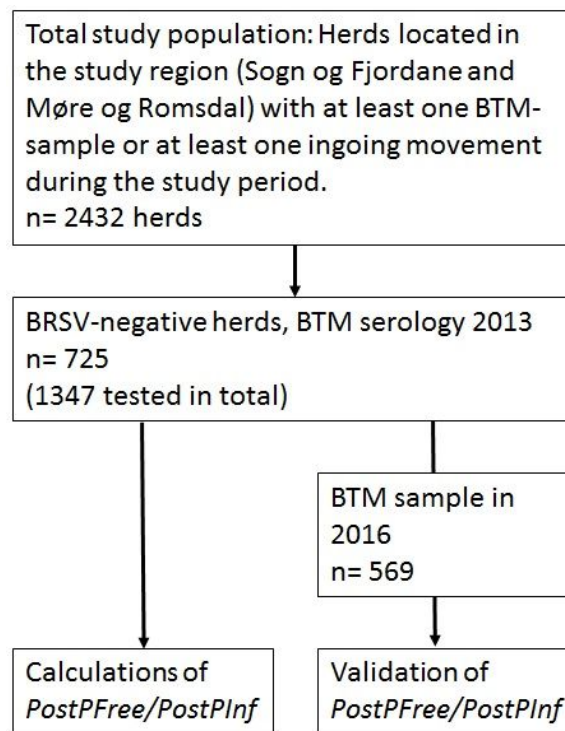 Total study population: Herds located in
the study region (Sogn og Fjordane and
Møre og Romsdal) with at least one BTM-
sample or at least one ingoing movement
during the study period.
n= 2432 herds
BRSV-negative herds, BTM serology 2013
n= 725
(1347 tested in total)
BTM sample in
2016
n= 569
Calculations of
PostPFree/PostPInf
Validation of
PostPFree/PostPInf